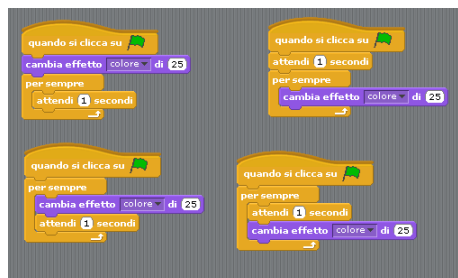 quando si clicca su
cambia effetto colore di 25
per sempre
attendi 1 secondi
quando si clicca su
attendi 1 secondi
per sempre
cambia effetto colore di 25
quando si clicca su
per sempre
cambia effetto colore di 25
attendi 1 secondi
quando si clicca su
per sempre
attendi 1 secondi
cambia effetto colore di 25